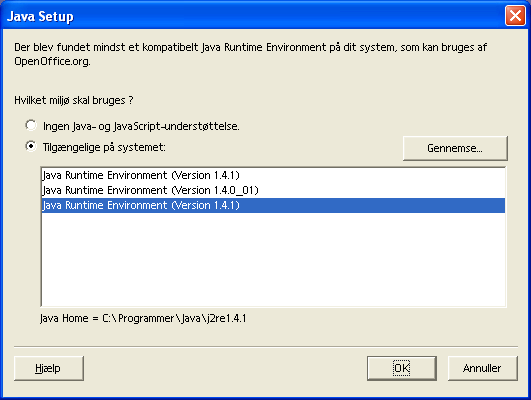 Java Setup
Der blev fundet mindst et kompatibelt Java Runtime Environment på dit system, som kan bruges af
OpenOffice.org.
Hvilket miljø skal bruges ?
Ingen Java- og JavaScript-understøttelse.
Tilgængelige på systemet:
Gennemse...
Java Runtime Environment (Version 1.4.1)
Java Runtime Environment (Version 1.4.0_01)
Java Runtime Environment (Version 1.4.1)
Java Home = C:\Programmer\Java\j2re1.4.1
Hjælp
OK
Annuller